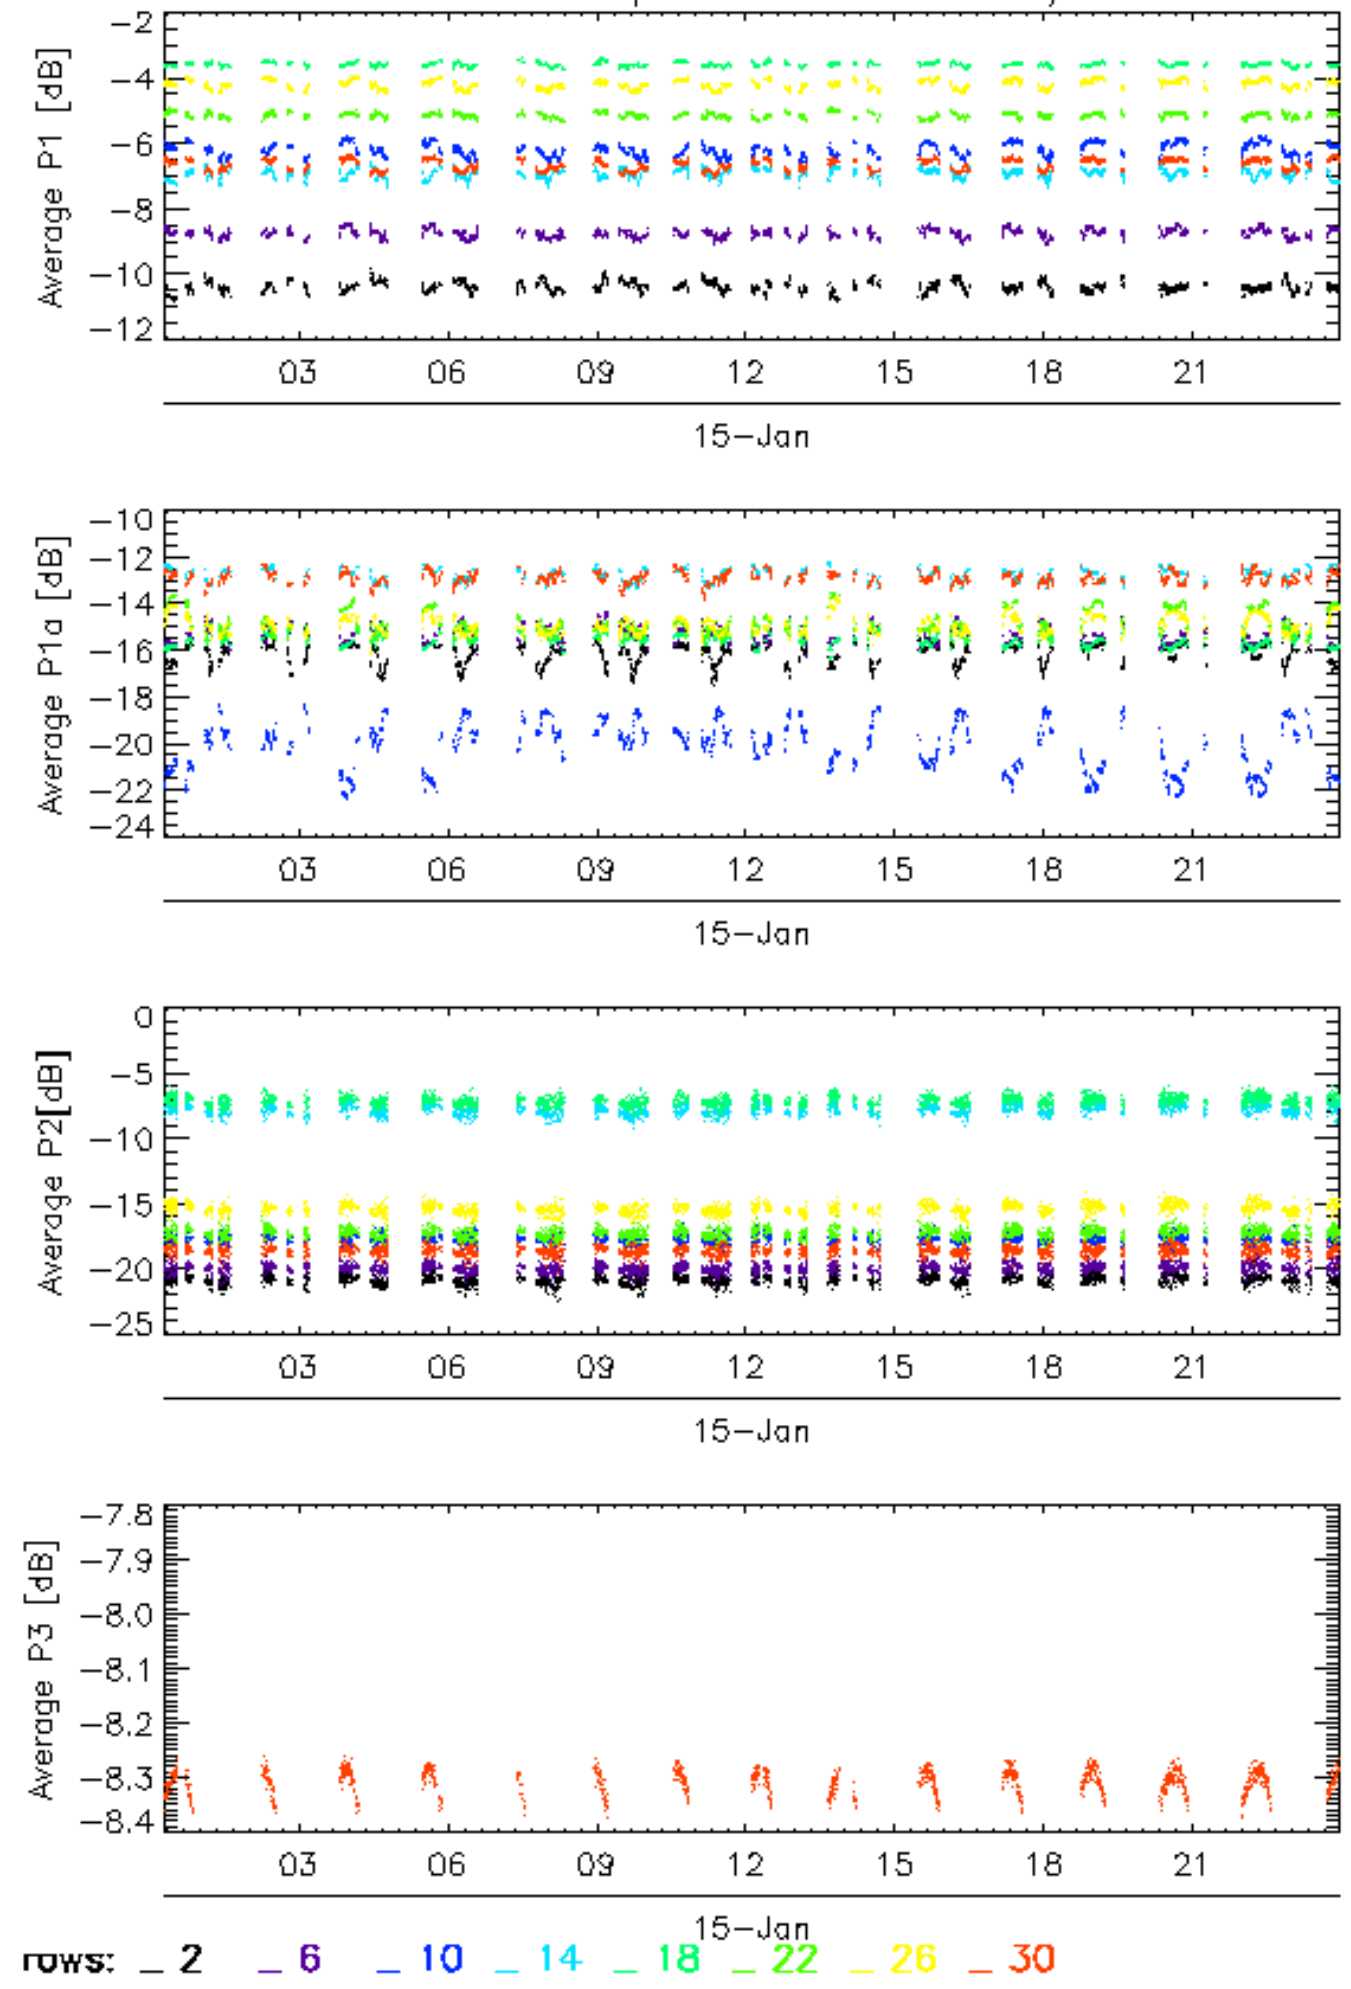 Average P1 [dB]
-2
-4
-6
-8
-10
-12
03 06 09 12 15 18 21
15-Jan
Average P1a [dB]
-10
-12
-14
-16
-18
-20
-22
-24
03 06 09 12 15 18 21
15-Jan
Average P2[dB]
0
-5
-10
-15
-20
-25
03 06 09 12 15 18 21
15-Jan
Average P3 [dB]
-7.8
-7.9
-8.0
-8.1
-8.2
-8.3
-8.4
03 06 09 12 15 18 21
15-Jan
rows: _ 2 _ 6 _ 10 _ 14 _ 18 _ 22 _ 26 _ 30